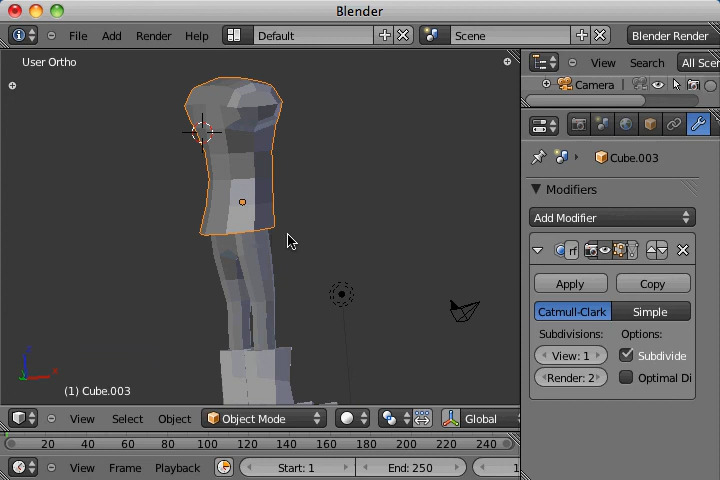 Blender
File Add Render Help Default Scene Blender Render
User Ortho
View Search All Scen
Camera
Cube.003
Modifiers
Add Modifier
rf
Apply Copy
Catmull-Clark Simple
Subdivisions: Options:
View: 1 Subdivide
Render: 2 Optimal Di
(1) Cube.003
View Select Object Object Mode Global
20 40 60 80 100 120 140 160 180 200 220 240
View Frame Playback Start: 1 End: 250 1